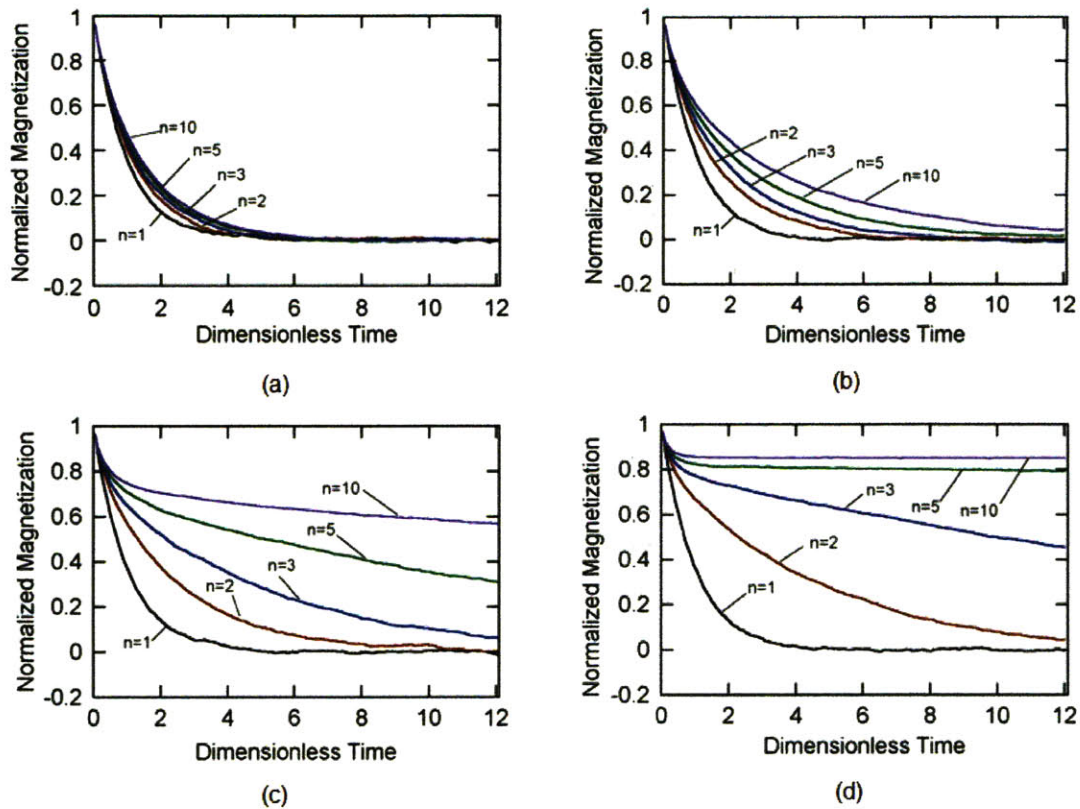 1
0.8
0.6
0.4
0.2
0
-0.2
Normalized Magnetization
n=10
n=5
n=3
n=2
n=1
0 2 4 6 8 10 12
Dimensionless Time
(a)
1
0.8
0.6
0.4
0.2
0
-0.2
Normalized Magnetization
n=2
n=3
n=5
n=10
n=1
0 2 4 6 8 10 12
Dimensionless Time
(b)
1
0.8
0.6
0.4
0.2
0
-0.2
Normalized Magnetization
n=10
n=5
n=3
n=2
n=1
0 2 4 6 8 10 12
Dimensionless Time
(c)
1
0.8
0.6
0.4
0.2
0
-0.2
Normalized Magnetization
n=3
n=5
n=10
n=2
n=1
0 2 4 6 8 10 12
Dimensionless Time
(d)